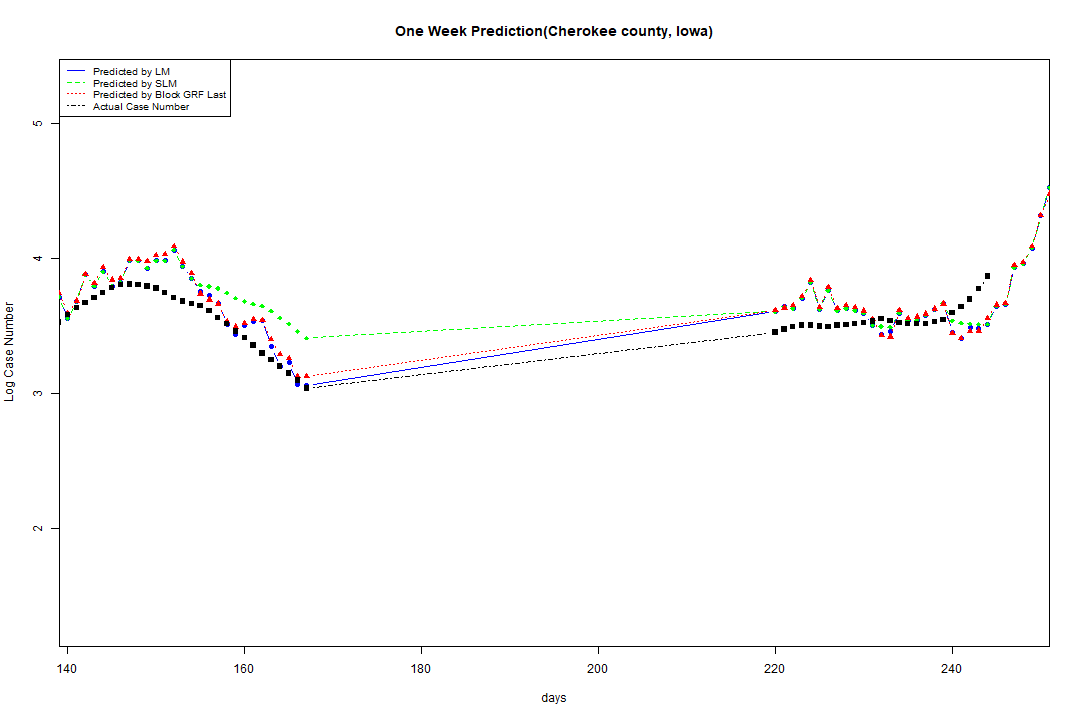 One Week Prediction(Cherokee county, Iowa)
Predicted by LM
Predicted by SLM
Predicted by Block GRF Last
Actual Case Number
5
4
3
2
Log Case Number
140 160 180 200 220 240
days